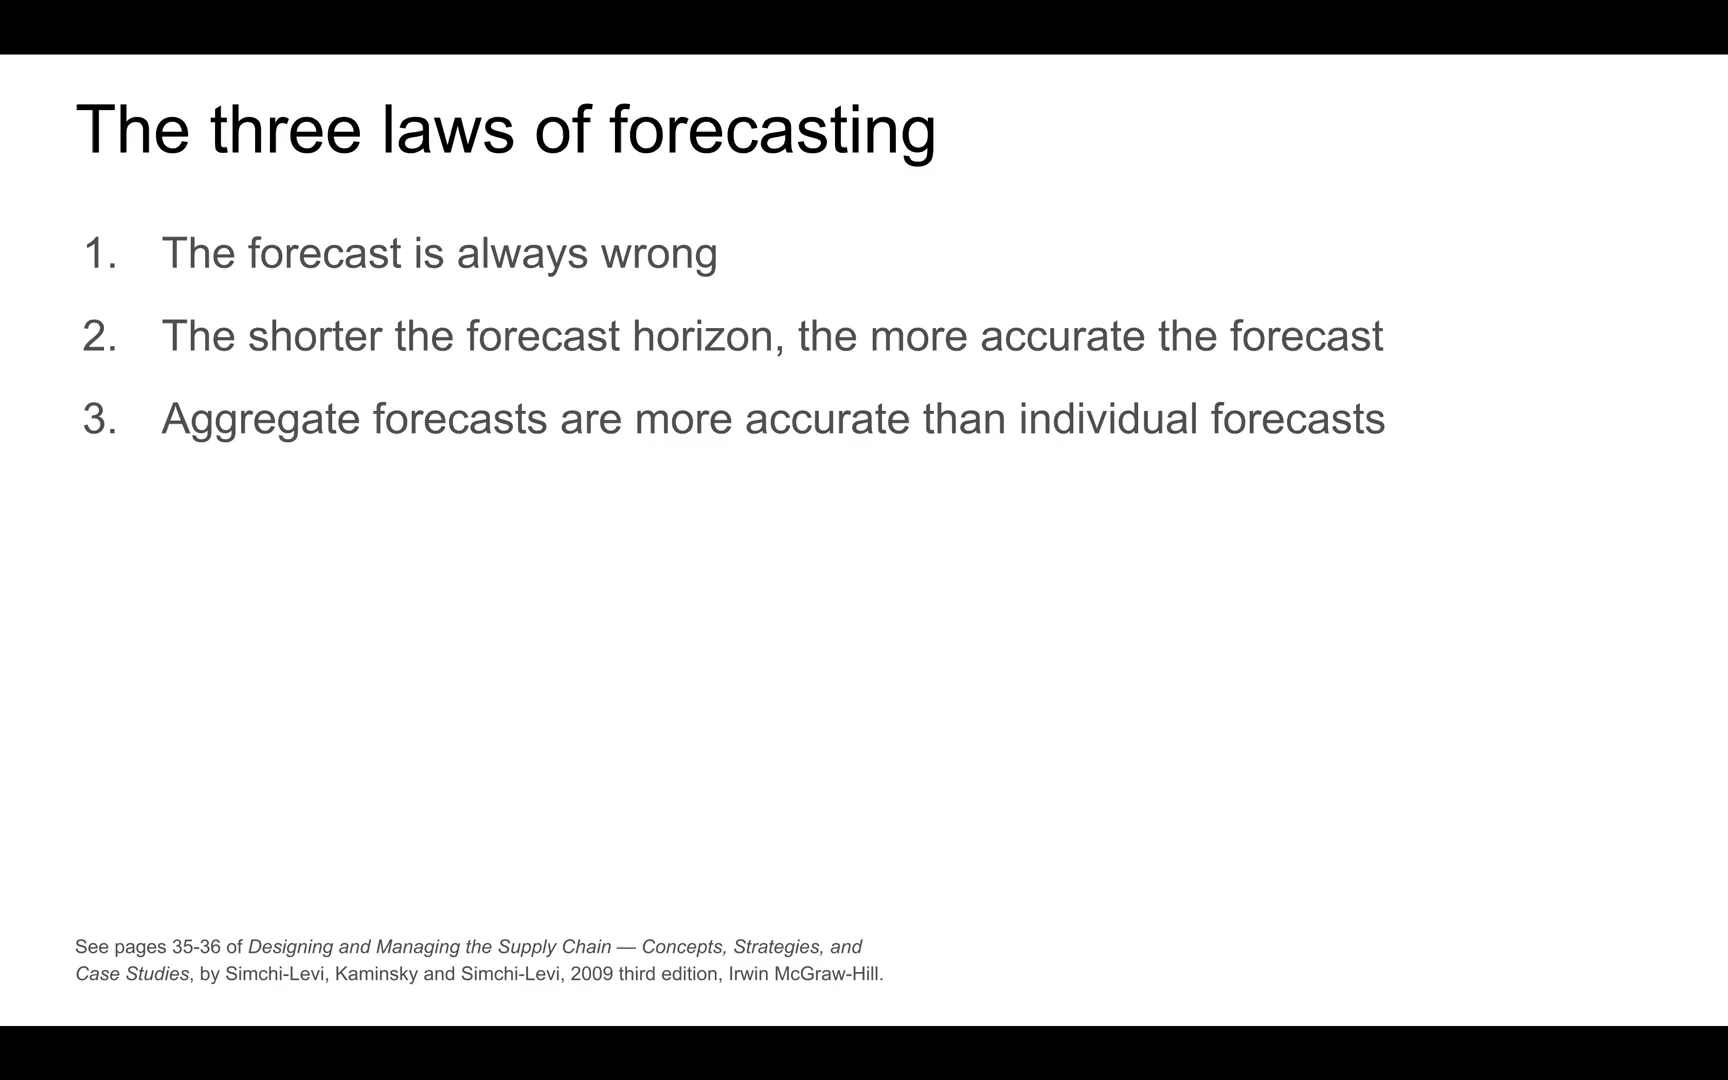 The three laws of forecasting
1. The forecast is always wrong
2. The shorter the forecast horizon, the more accurate the forecast
3. Aggregate forecasts are more accurate than individual forecasts
See pages 35-36 of Designing and Managing the Supply Chain — Concepts, Strategies, and
Case Studies, by Simchi-Levi, Kaminsky and Simchi-Levi, 2009 third edition, Irwin McGraw-Hill.